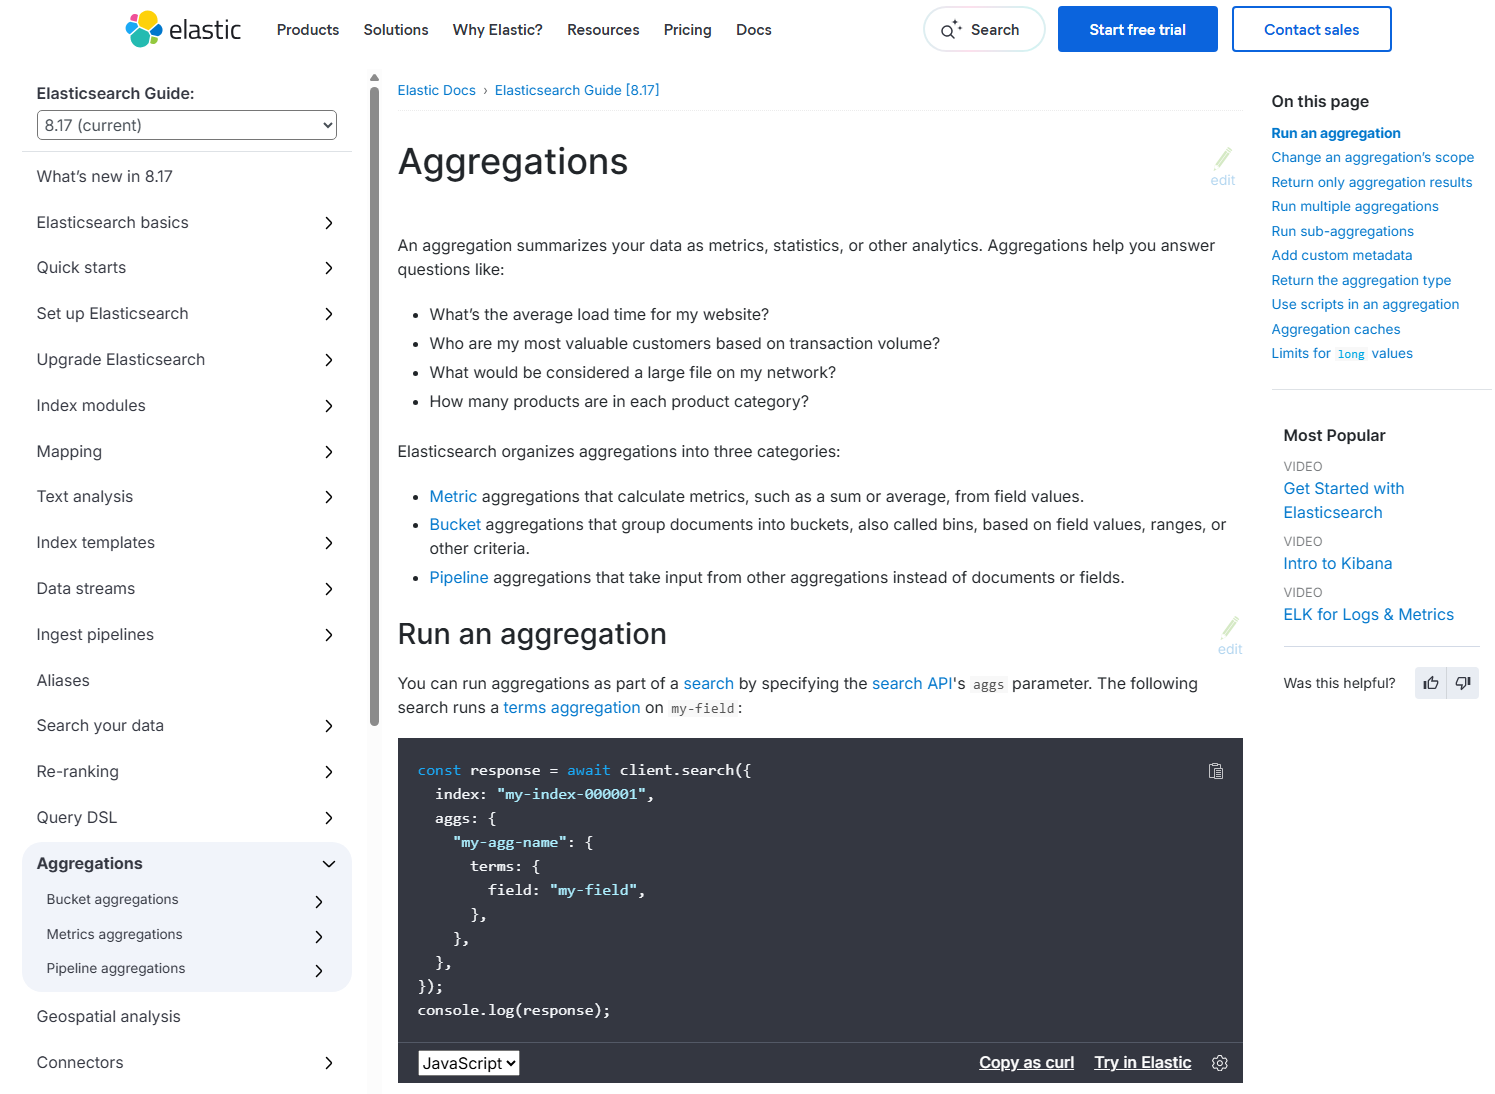 elastic
Products
Solutions
Why Elastic?
Resources
Pricing
Docs
Search
Start free trial
Contact sales
Elasticsearch Guide:
8.17 (current)
What's new in 8.17
Elasticsearch basics
Quick starts
Set up Elasticsearch
Upgrade Elasticsearch
Index modules
Mapping
Text analysis
Index templates
Data streams
Ingest pipelines
Aliases
Search your data
Re-ranking
Query DSL
Aggregations
Bucket aggregations
Metrics aggregations
Pipeline aggregations
Geospatial analysis
Connectors
Elastic Docs › Elasticsearch Guide [8.17]
Aggregations
edit
An aggregation summarizes your data as metrics, statistics, or other analytics. Aggregations help you answer
questions like:
• What's the average load time for my website?
• Who are my most valuable customers based on transaction volume?
• What would be considered a large file on my network?
• How many products are in each product category?
Elasticsearch organizes aggregations into three categories:
• Metric aggregations that calculate metrics, such as a sum or average, from field values.
• Bucket aggregations that group documents into buckets, also called bins, based on field values, ranges, or
other criteria.
• Pipeline aggregations that take input from other aggregations instead of documents or fields.
Run an aggregation
edit
You can run aggregations as part of a search by specifying the search API's aggs parameter. The following
search runs a terms aggregation on my-field:
const response = await client.search({
  index: "my-index-000001",
  aggs: {
    "my-agg-name": {
      terms: {
        field: "my-field",
      },
    },
  },
});
console.log(response);
JavaScript
Copy as curl
Try in Elastic
On this page
Run an aggregation
Change an aggregation's scope
Return only aggregation results
Run multiple aggregations
Run sub-aggregations
Add custom metadata
Return the aggregation type
Use scripts in an aggregation
Aggregation caches
Limits for long values
Most Popular
VIDEO
Get Started with
Elasticsearch
VIDEO
Intro to Kibana
VIDEO
ELK for Logs & Metrics
Was this helpful?